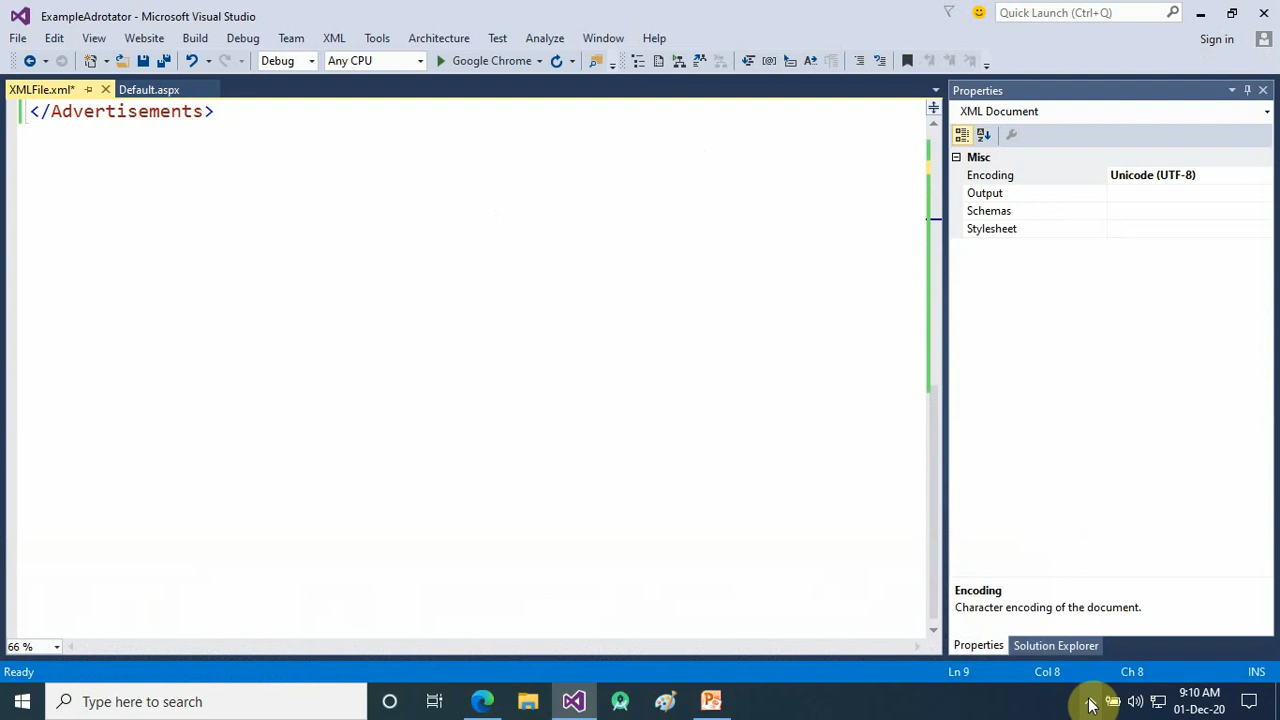 ExampleAdrotator - Microsoft Visual Studio
Quick Launch (Ctrl+Q)
File Edit View Website Build Debug Team XML Tools Architecture Test Analyze Window Help
Sign in
Debug Any CPU Google Chrome
XMLFile.xml* Default.aspx
Properties
</Advertisements>
XML Document
Misc
Encoding Unicode (UTF-8)
Output
Schemas
Stylesheet
Encoding
Character encoding of the document.
66 %
Properties Solution Explorer
Ready Ln 9 Col 8 Ch 8 INS
Type here to search
9:10 AM
01-Dec-20